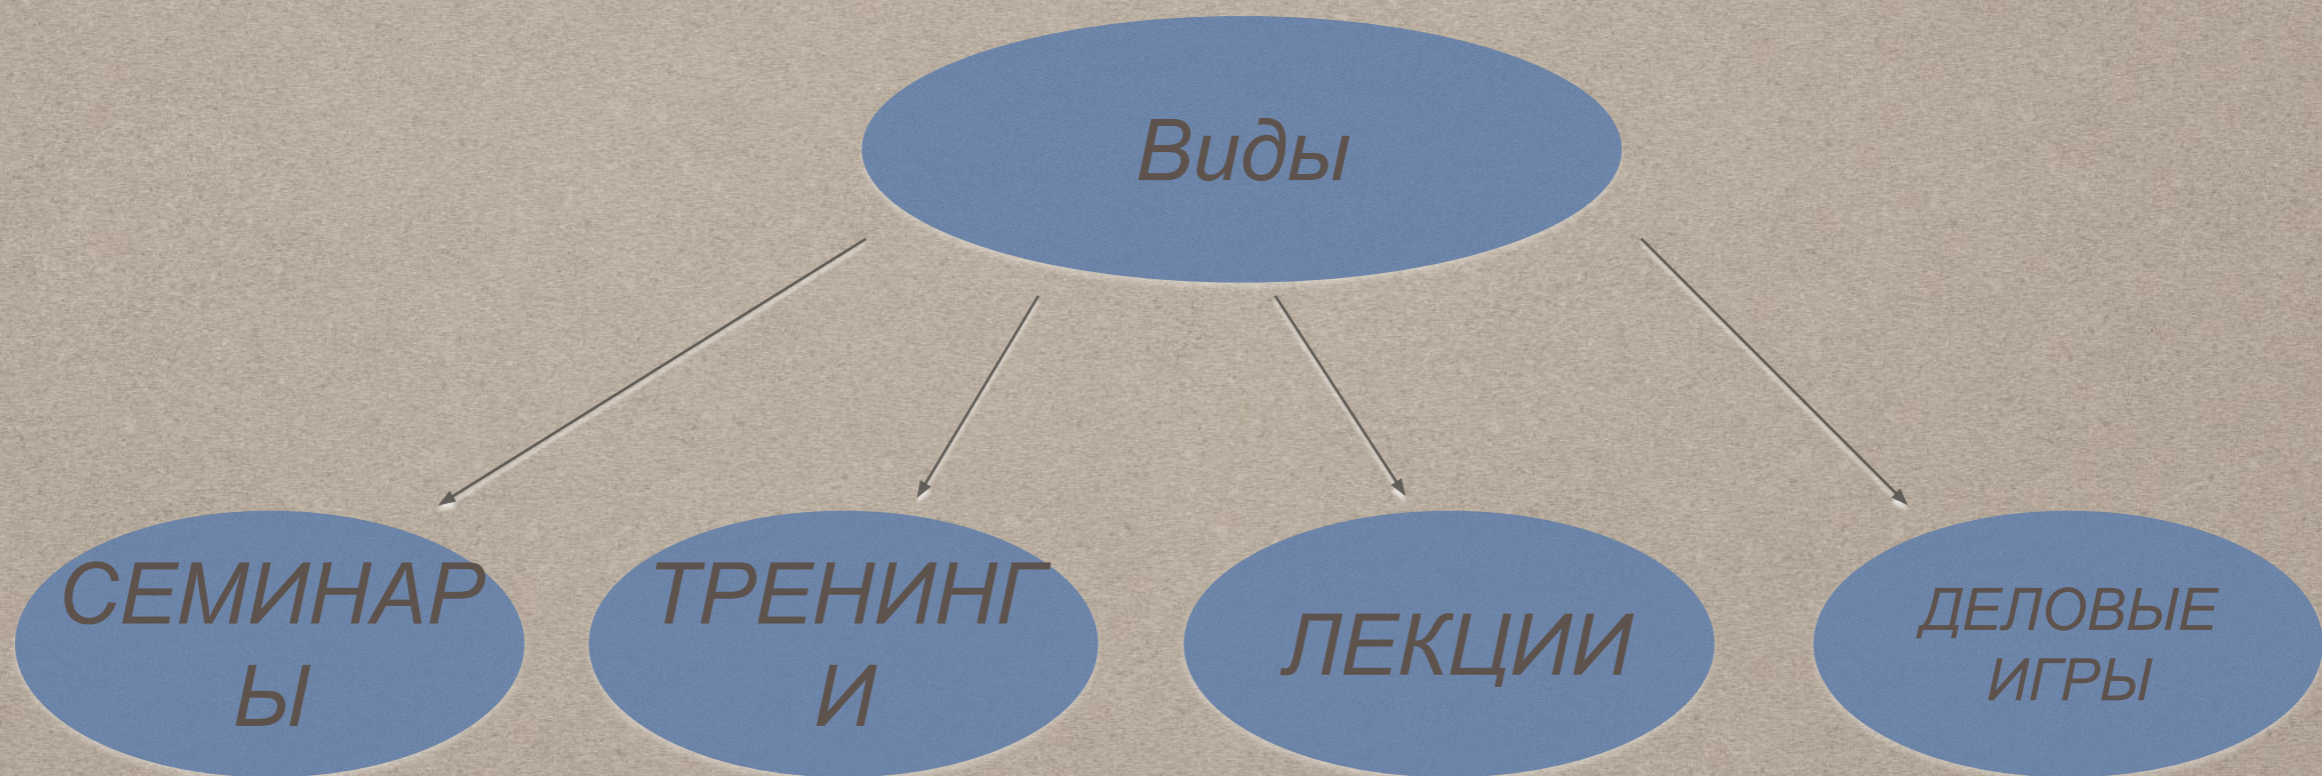 Виды
СЕМИНАР
Ы
ТРЕНИНГ
И
ЛЕКЦИИ
ДЕЛОВЫЕ
ИГРЫ